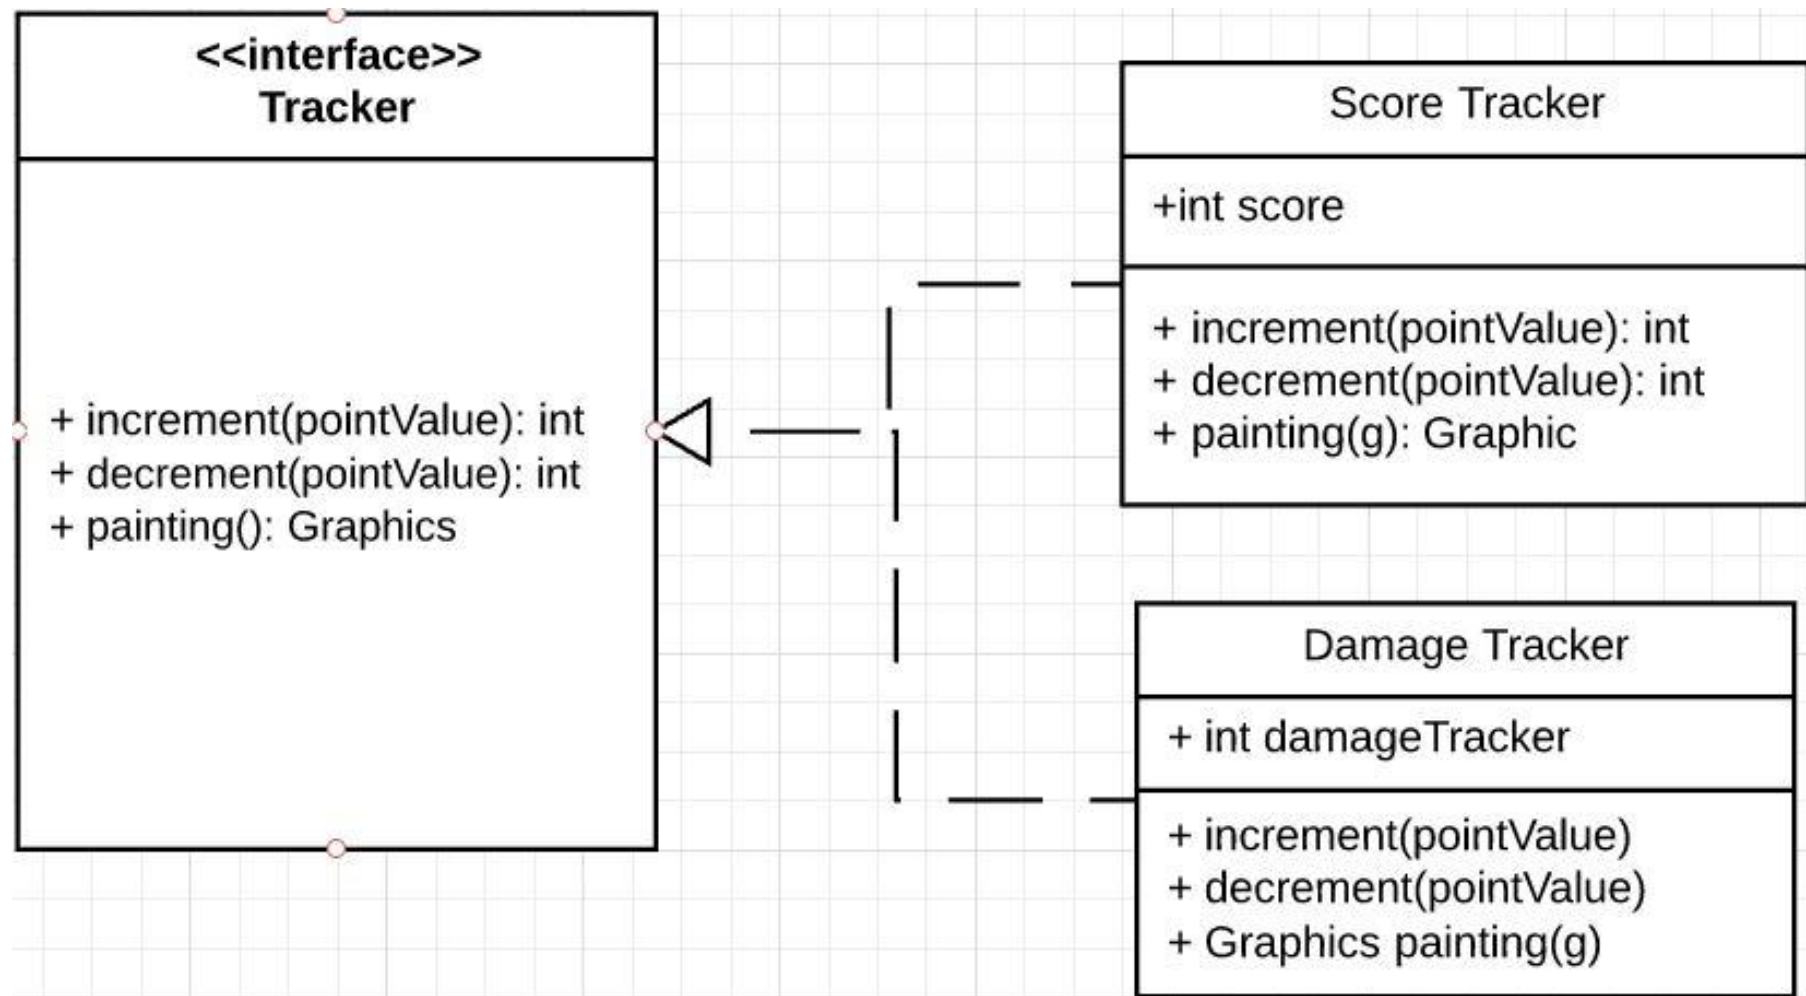 <<interface>>
Tracker
+ increment(pointValue): int
+ decrement(pointValue): int
+ painting(): Graphics
Score Tracker
+int score
+ increment(pointValue): int
+ decrement(pointValue): int
+ painting(g): Graphic
Damage Tracker
+ int damageTracker
+ increment(pointValue)
+ decrement(pointValue)
+ Graphics painting(g)